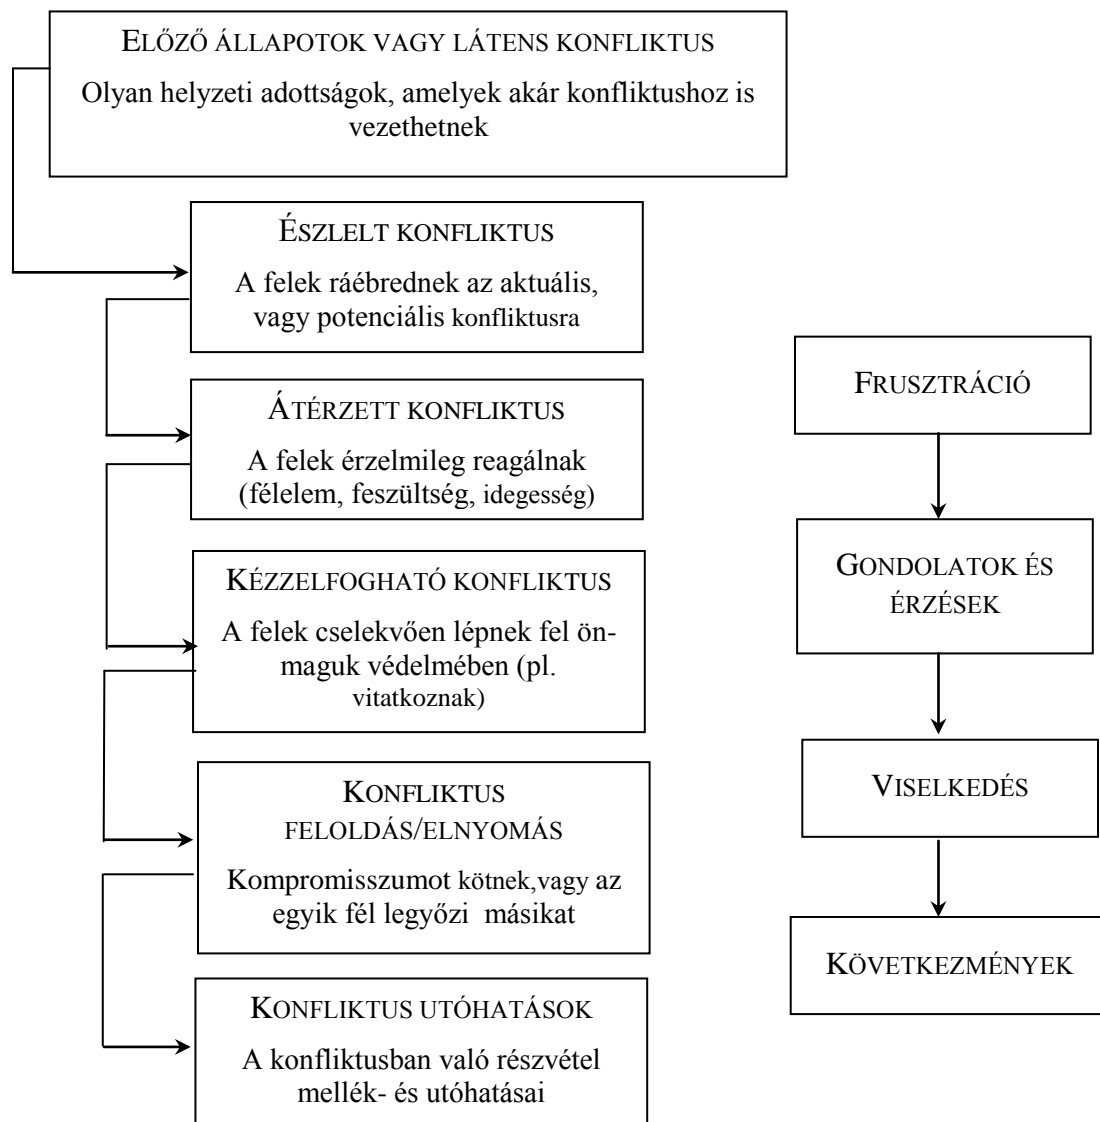 ELŐZŐ ÁLLAPOTOK VAGY LÁTENS KONFLIKTUS
Olyan helyzeti adottságok, amelyek akár konfliktushoz is
vezethetnek
ÉSZLELT KONFLIKTUS
A felek ráébrednek az aktuális,
vagy potenciális konfliktusra
ÁTÉRZETT KONFLIKTUS
A felek érzelmileg reagálnak
(félelem, feszültség, idegesség)
KÉZZELFOGHATÓ KONFLIKTUS
A felek cselekvően lépnek fel ön-
maguk védelmében (pl.
vitatkoznak)
KONFLIKTUS
FELOLDÁS/ELNYOMÁS
Kompromisszumot kötnek,vagy az
egyik fél legyőzi másikat
KONFLIKTUS UTÓHATÁSOK
A konfliktusban való részvétel
mellék- és utóhatásai
FRUSZTRÁCIÓ
GONDOLATOK ÉS
ÉRZÉSEK
VISELKEDÉS
KÖVETKEZMÉNYEK